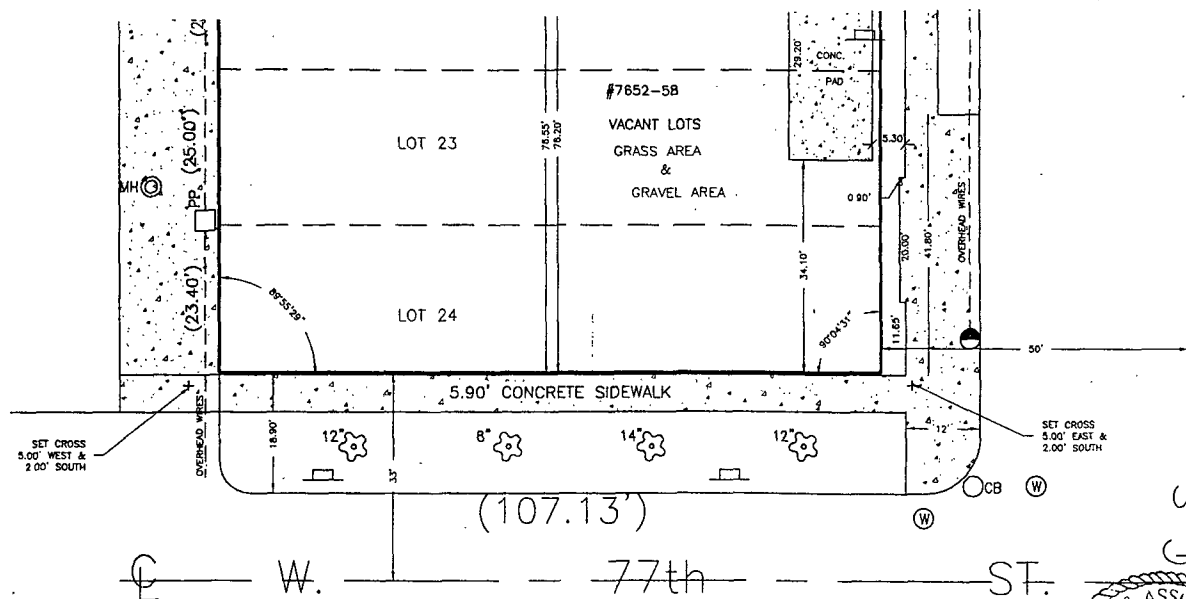 29.20'
CONC.
PAD
#7652-58
VACANT LOTS
GRASS AREA
&
GRAVEL AREA
LOT 23
78.55'
78.20'
(25.00')
PP
MH
5.30'
0.90'
20.00'
41.80'
OVERHEAD WIRES
34.10'
(23.40')
89°55'29"
LOT 24
90°04'31"
11.65'
50'
5.90' CONCRETE SIDEWALK
SET CROSS
5.00' WEST &
2.00' SOUTH
OVERHEAD WIRES
18.90'
12"
8"
14"
12"
12'
SET CROSS
5.00' EAST &
2.00' SOUTH
33'
CB
W
W
(107.13')
W. 77th ST.